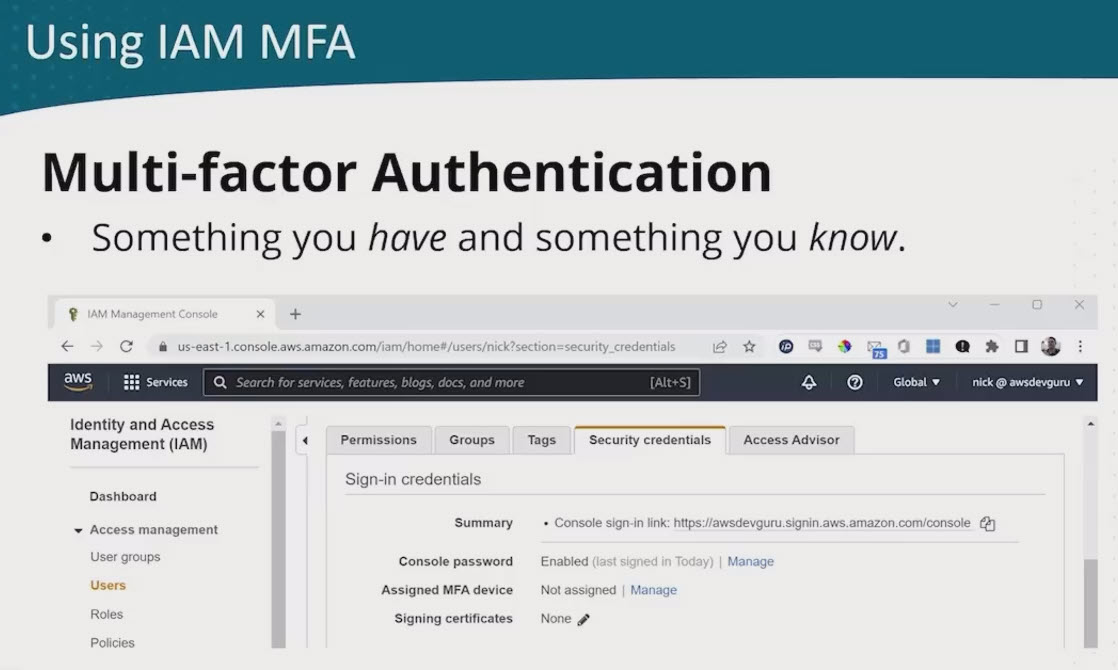 Using IAM MFA
Multi-factor Authentication
• Something you have and something you know.
IAM Management Console
us-east-1.console.aws.amazon.com/iam/home#/users/nick?section=security_credentials
75
aws
Services
Search for services, features, blogs, docs, and more [Alt+S]
Global
nick @ awsdevguru
Identity and Access
Management (IAM)
Dashboard
Access management
User groups
Users
Roles
Policies
Permissions
Groups
Tags
Security credentials
Access Advisor
Sign-in credentials
Summary • Console sign-in link: https://awsdevguru.signin.aws.amazon.com/console
Console password Enabled (last signed in Today) | Manage
Assigned MFA device Not assigned | Manage
Signing certificates None